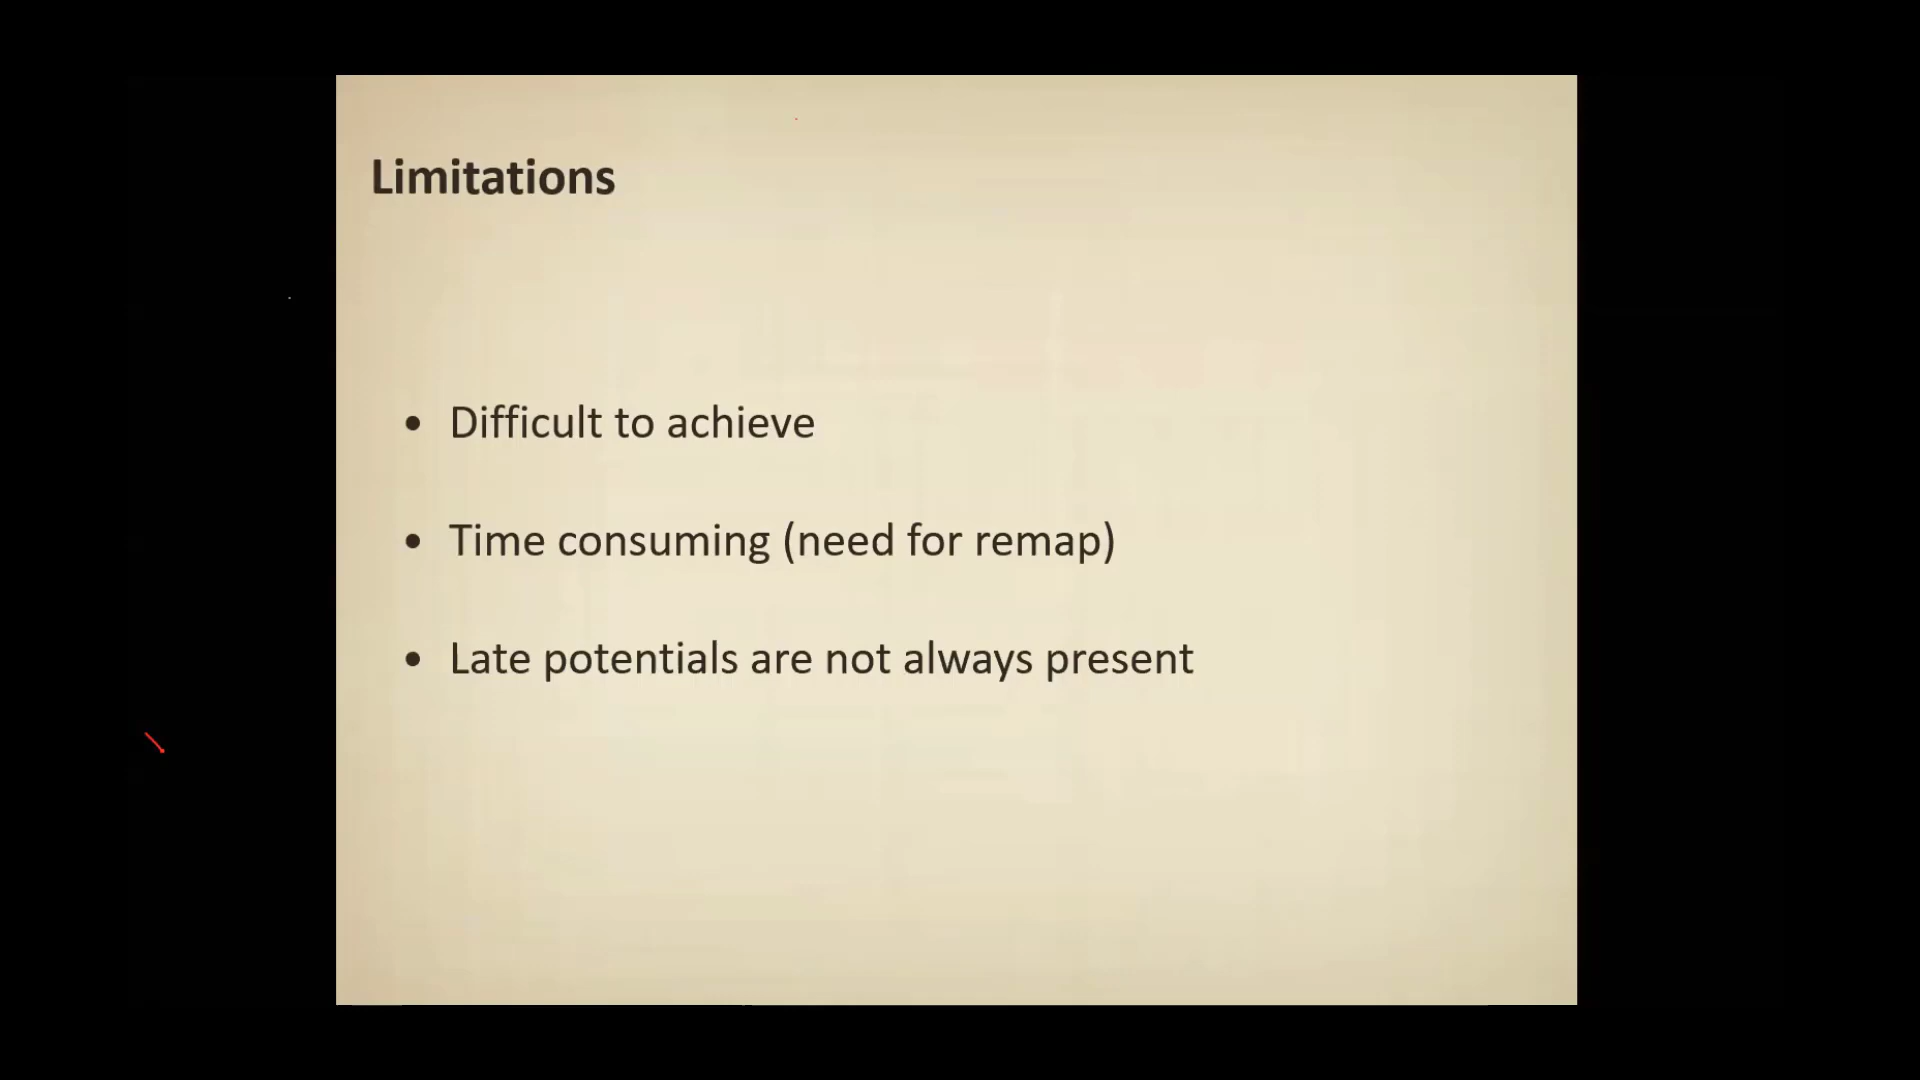 Limitations
• Difficult to achieve
• Time consuming (need for remap)
• Late potentials are not always present